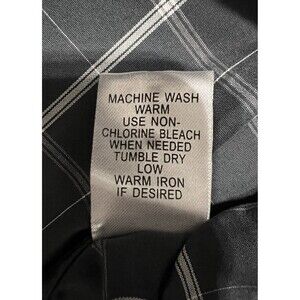 MACHINE WASH
WARM
USE NON-
CHLORINE BLEACH
WHEN NEEDED
TUMBLE DRY
LOW
WARM IRON
IF DESIRED